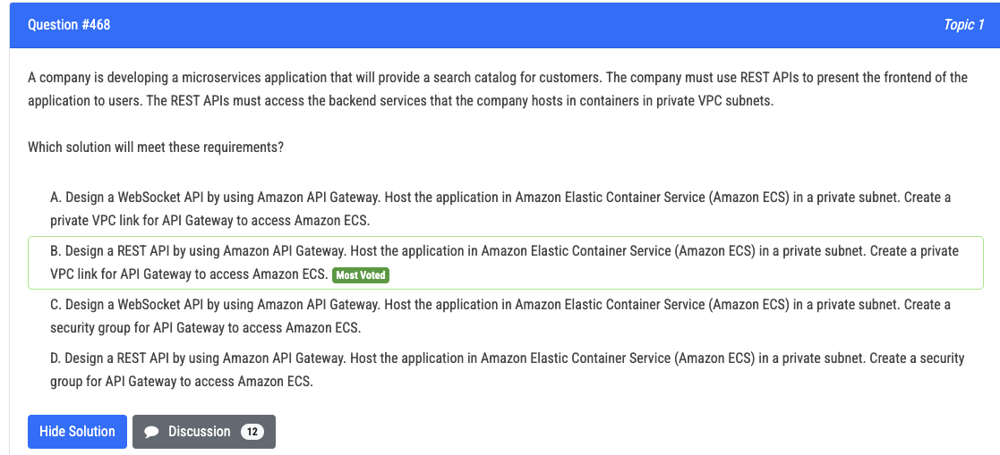 Question #468
Topic 1
A company is developing a microservices application that will provide a search catalog for customers. The company must use REST APIs to present the frontend of the
application to users. The REST APIs must access the backend services that the company hosts in containers in private VPC subnets.
Which solution will meet these requirements?
A. Design a WebSocket API by using Amazon API Gateway. Host the application in Amazon Elastic Container Service (Amazon ECS) in a private subnet. Create a
private VPC link for API Gateway to access Amazon ECS.
B. Design a REST API by using Amazon API Gateway. Host the application in Amazon Elastic Container Service (Amazon ECS) in a private subnet. Create a private
VPC link for API Gateway to access Amazon ECS. Most Voted
C. Design a WebSocket API by using Amazon API Gateway. Host the application in Amazon Elastic Container Service (Amazon ECS) in a private subnet. Create a
security group for API Gateway to access Amazon ECS.
D. Design a REST API by using Amazon API Gateway. Host the application in Amazon Elastic Container Service (Amazon ECS) in a private subnet. Create a security
group for API Gateway to access Amazon ECS.
Hide Solution
Discussion 12